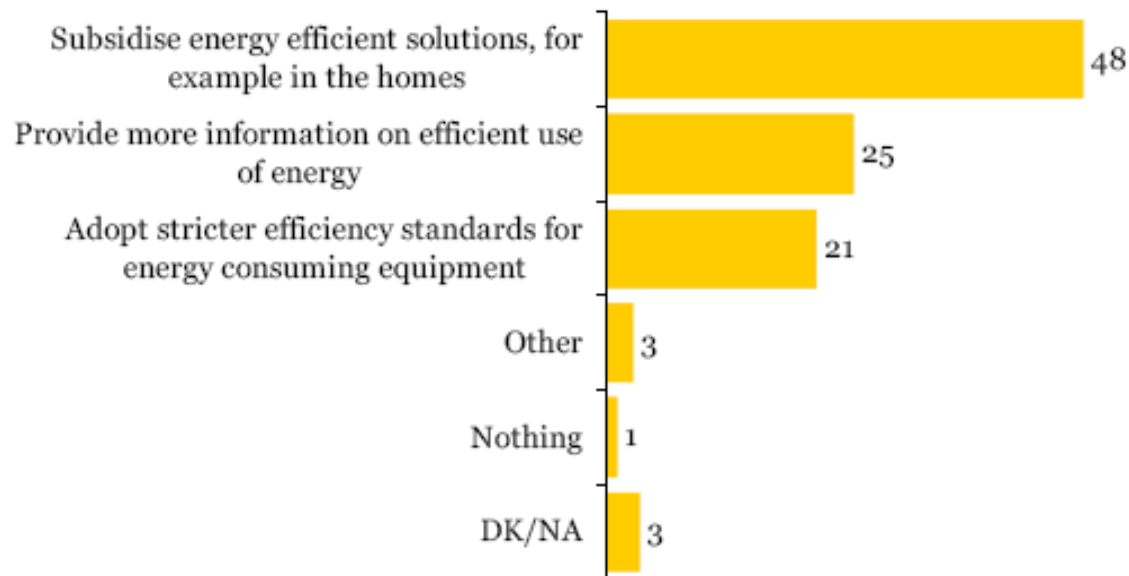 Subsidise energy efficient solutions, for
example in the homes
48
Provide more information on efficient use
of energy
25
Adopt stricter efficiency standards for
energy consuming equipment
21
Other
3
Nothing
1
DK/NA
3